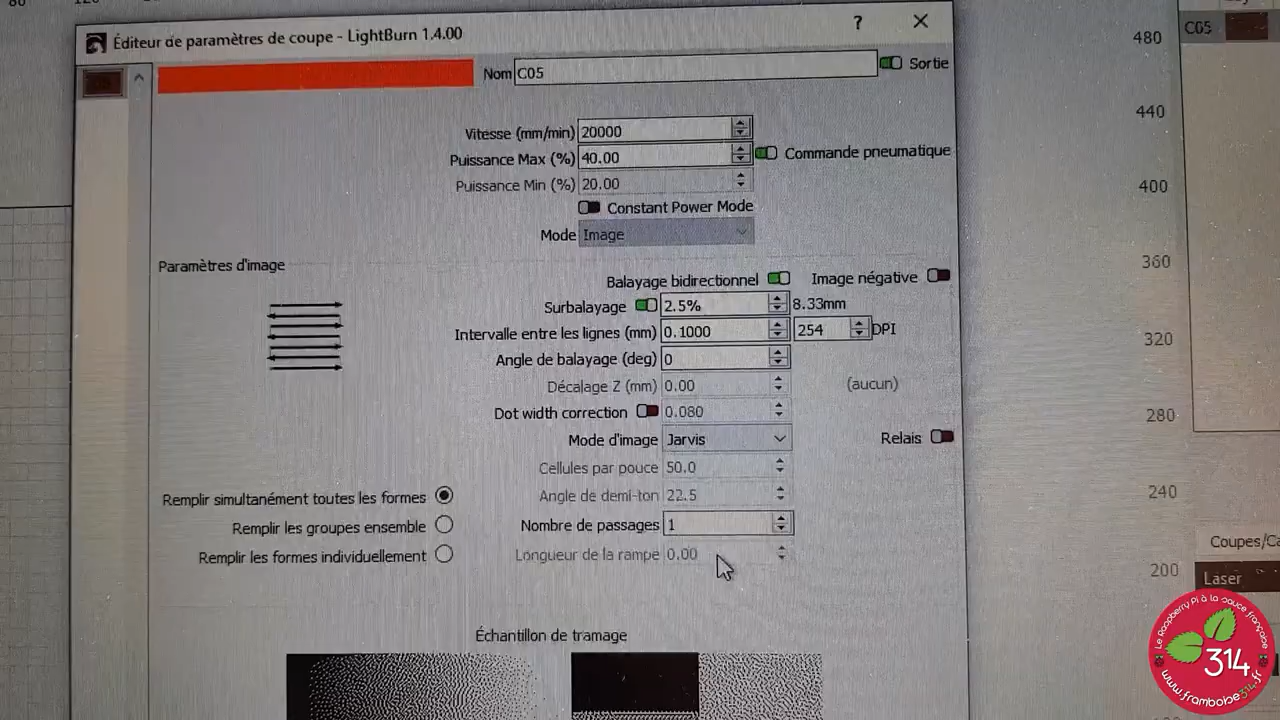 Éditeur de paramètres de coupe - LightBurn 1.4.00
?
480
C05
Nom C05
Sortie
440
Vitesse (mm/min) 20000
Puissance Max (%) 40.00
Commande pneumatique
Puissance Min (%) 20.00
400
Constant Power Mode
Mode Image
Paramètres d'image
360
Balayage bidirectionnel
Image négative
Surbalayage 2.5% 8.33mm
Intervalle entre les lignes (mm) 0.1000 254 DPI
320
Angle de balayage (deg) 0
Décalage Z (mm) 0.00 (aucun)
Dot width correction 0.080
280
Mode d'image Jarvis
Relais
Cellules par pouce 50.0
Remplir simultanément toutes les formes
Angle de demi-ton 22.5
240
Remplir les groupes ensemble
Nombre de passages 1
Remplir les formes individuellement
Longueur de la rampe 0.00
Coupes/Ca
200
Laser
Échantillon de tramage
Le Raspberry Pi à la sauce française
314
www.framboise314.fr